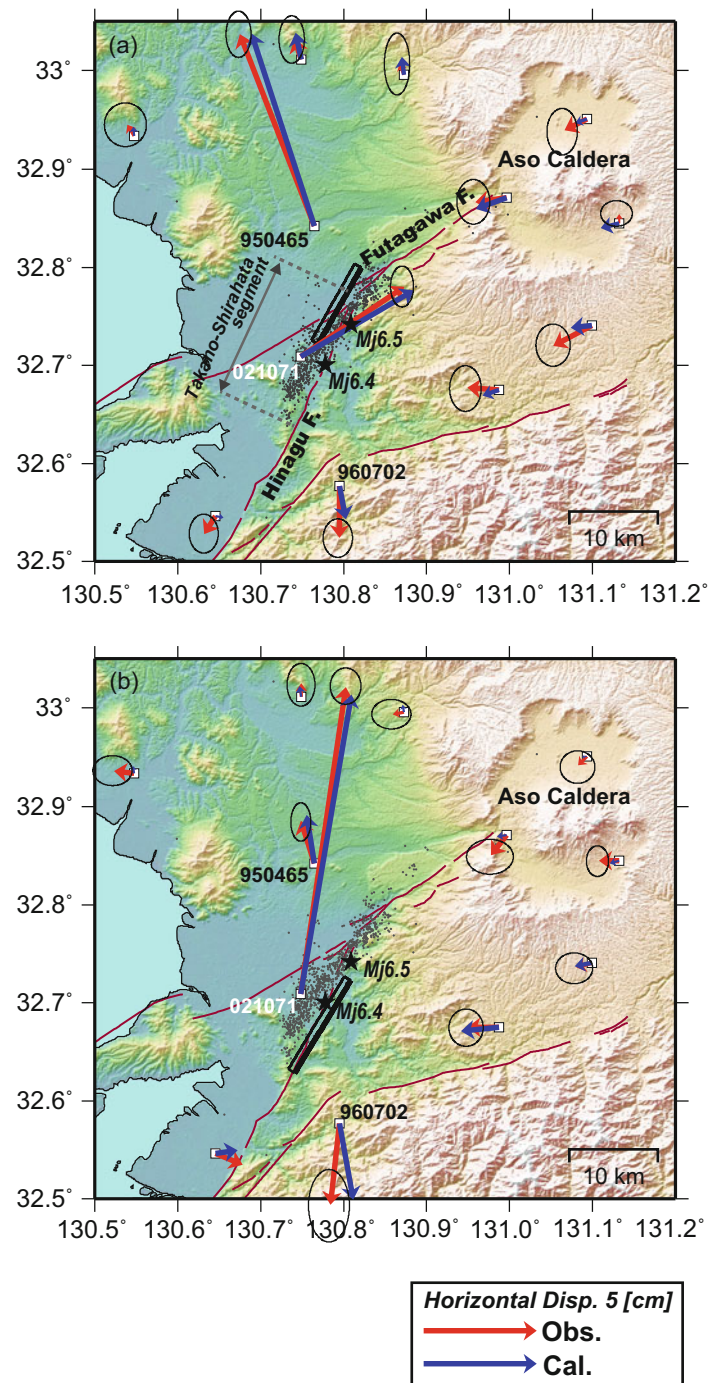 (a)
33°
32.9°
32.8°
32.7°
32.6°
32.5°
Aso Caldera
950465
Futagawa F.
Takano-Shirahata
segment
Mj6.5
021071
Mj6.4
Hinagu F.
960702
10 km
130.5° 130.6° 130.7° 130.8° 130.9° 131.0° 131.1° 131.2°
(b)
33°
32.9°
32.8°
32.7°
32.6°
32.5°
Aso Caldera
950465
Mj6.5
021071
Mj6.4
960702
10 km
130.5° 130.6° 130.7° 130.8° 130.9° 131.0° 131.1° 131.2°
Horizontal Disp. 5 [cm]
Obs.
Cal.